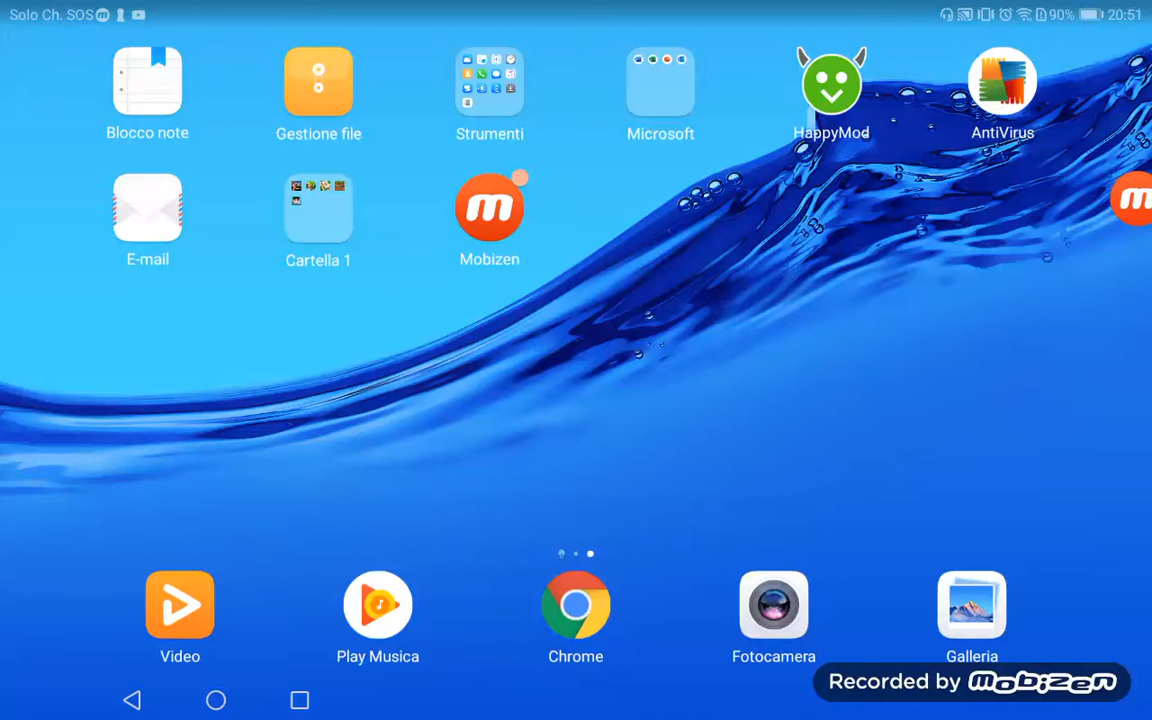 Solo Ch. SOS
90% 20:51
Blocco note
Gestione file
Strumenti
Microsoft
HappyMod
AntiVirus
E-mail
Cartella 1
Mobizen
Video
Play Musica
Chrome
Fotocamera
Galleria
Recorded by mobizen